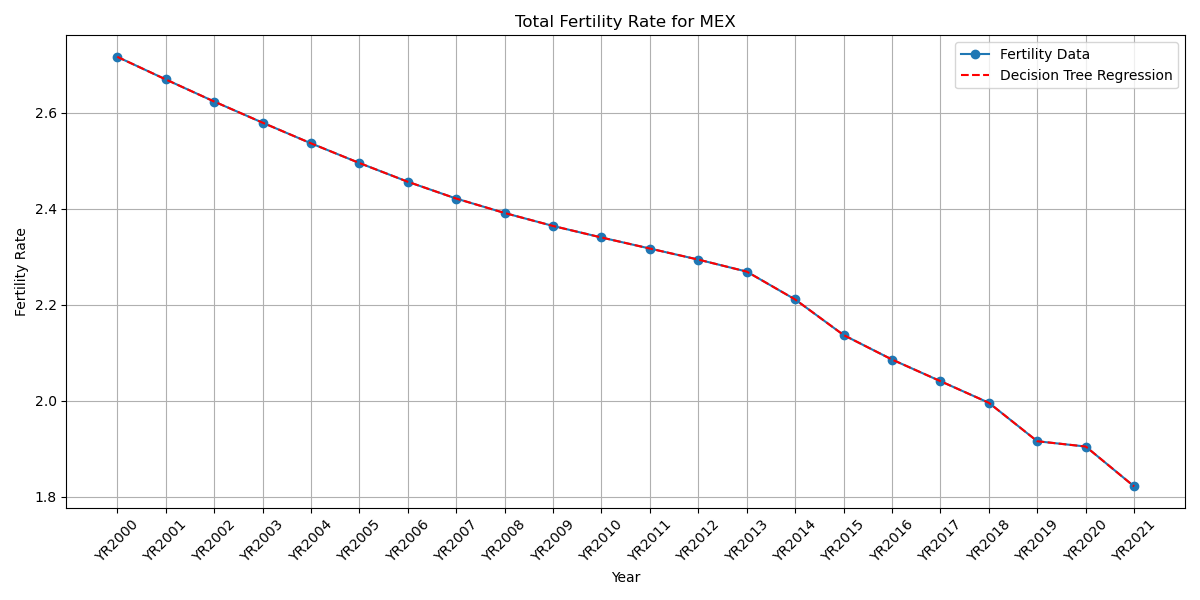 Total Fertility Rate for MEX
Fertility Data
Decision Tree Regression
Fertility Rate
2.6
2.4
2.2
2.0
1.8
YR2000
YR2001
YR2002
YR2003
YR2004
YR2005
YR2006
YR2007
YR2008
YR2009
YR2010
YR2011
YR2012
YR2013
YR2014
YR2015
YR2016
YR2017
YR2018
YR2019
YR2020
YR2021
Year